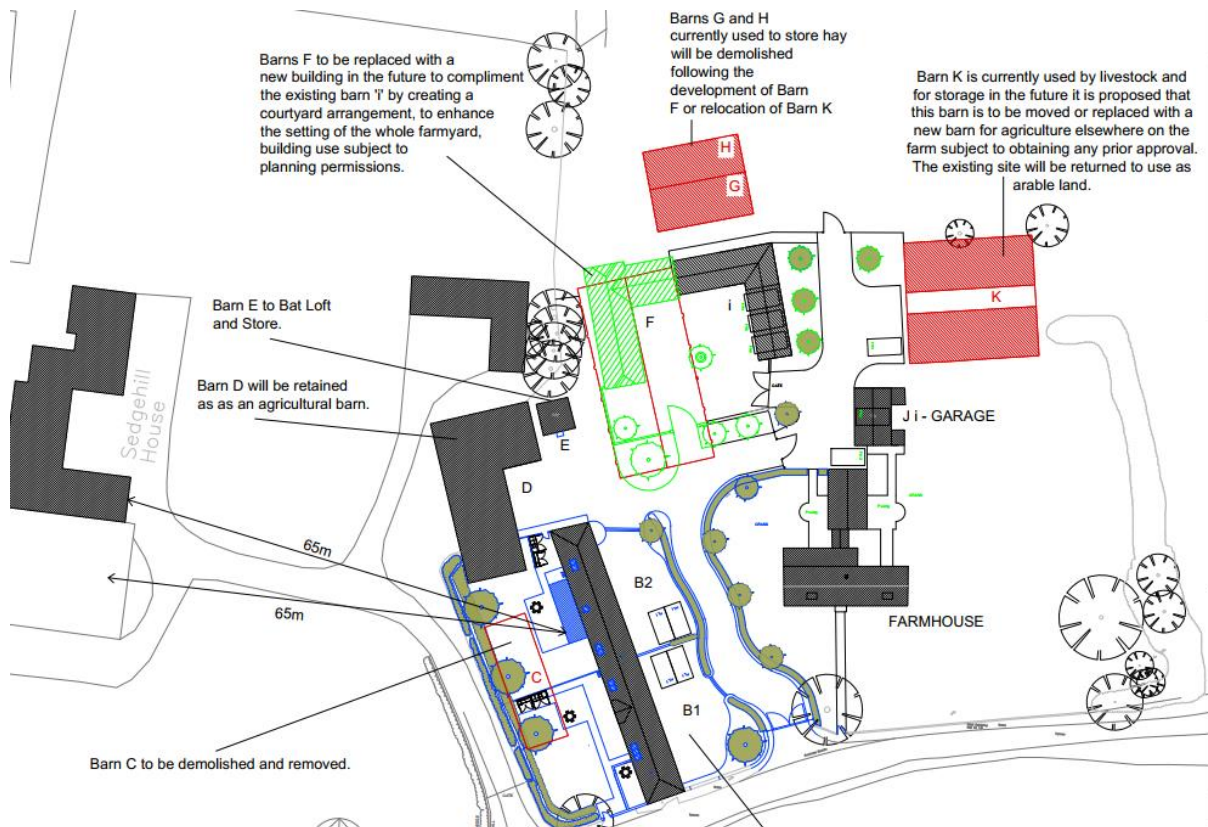 Barns F to be replaced with a
new building in the future to compliment
the existing barn 'i' by creating a
courtyard arrangement, to enhance
the setting of the whole farmyard,
building use subject to
planning permissions.
Barns G and H
currently used to store hay
will be demolished
following the
development of Barn
F or relocation of Barn K
Barn K is currently used by livestock and
for storage in the future it is proposed that
this barn is to be moved or replaced with a
new barn for agriculture elsewhere on the
farm subject to obtaining any prior approval.
The existing site will be returned to use as
arable land.
H
G
K
i
F
Barn E to Bat Loft
and Store.
Barn D will be retained
as as an agricultural barn.
Sedgehill
House
E
D
J i - GARAGE
65m
65m
B2
FARMHOUSE
C
B1
Barn C to be demolished and removed.